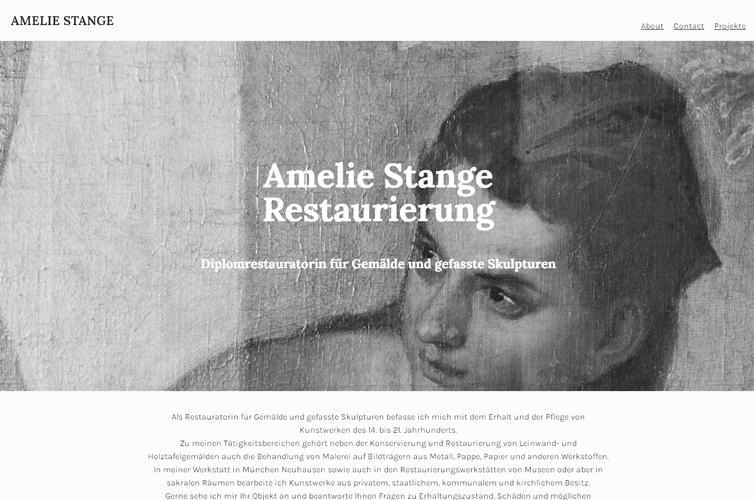 AMELIE STANGE
About Contact Projekte
Amelie Stange
Restaurierung
Diplomrestauratorin für Gemälde und gefasste Skulpturen
Als Restauratorin für Gemälde und gefasste Skulpturen befasse ich mich mit dem Erhalt und der Pflege von
Kunstwerken des 14. bis 21. Jahrhunderts.
Zu meinen Tätigkeitsbereichen gehört neben der Konservierung und Restaurierung von Leinwand- und
Holztafelgemälden auch die Behandlung von Malerei auf Bildträgern aus Metall, Pappe, Papier und anderen Werkstoffen.
In meiner Werkstatt in München Neuhausen sowie auch in den Restaurierungswerkstätten von Museen oder aber in
sakralen Räumen bearbeite ich Kunstwerke aus privatem, staatlichem, kommunalem und kirchlichem Besitz.
Gerne sehe ich mir Ihr Objekt an und beantworte Ihnen Fragen zu Erhaltungszustand, Schäden und möglichen